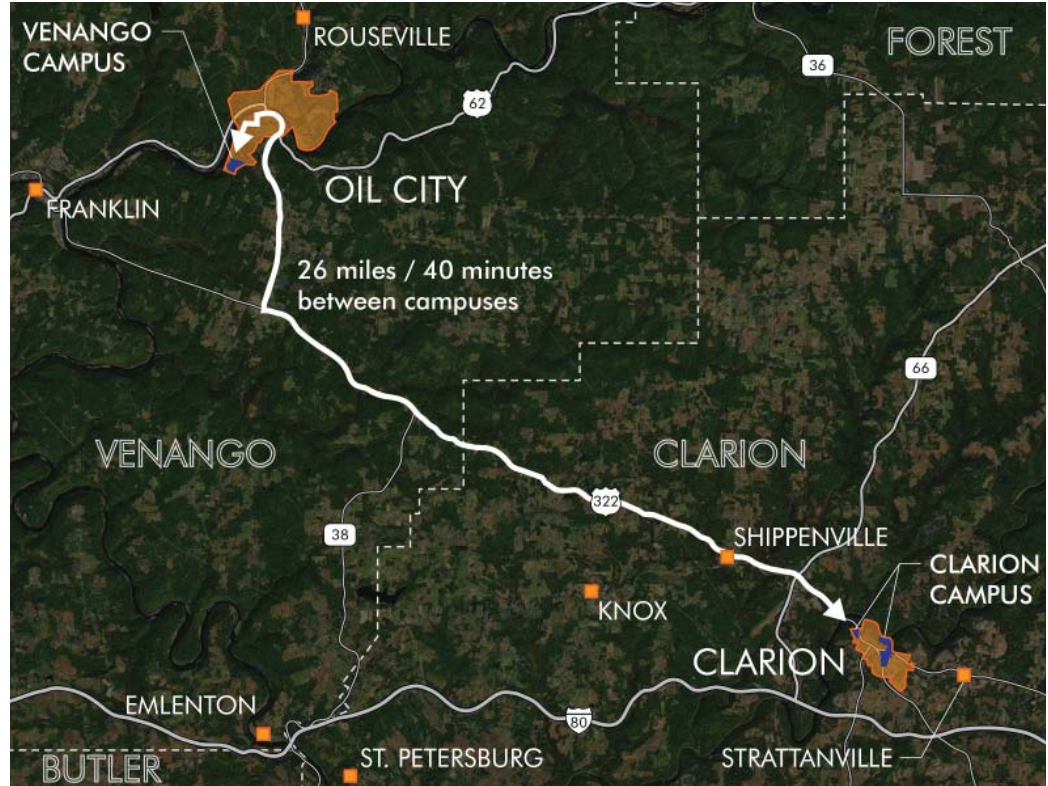 VENANGO
CAMPUS
ROUSEVILLE
FOREST
36
62
OIL CITY
FRANKLIN
26 miles / 40 minutes
between campuses
66
VENANGO
CLARION
322
38
SHIPPENVILLE
CLARION
CAMPUS
KNOX
CLARION
EMLENTON
80
STRATTANVILLE
ST. PETERSBURG
BUTLER